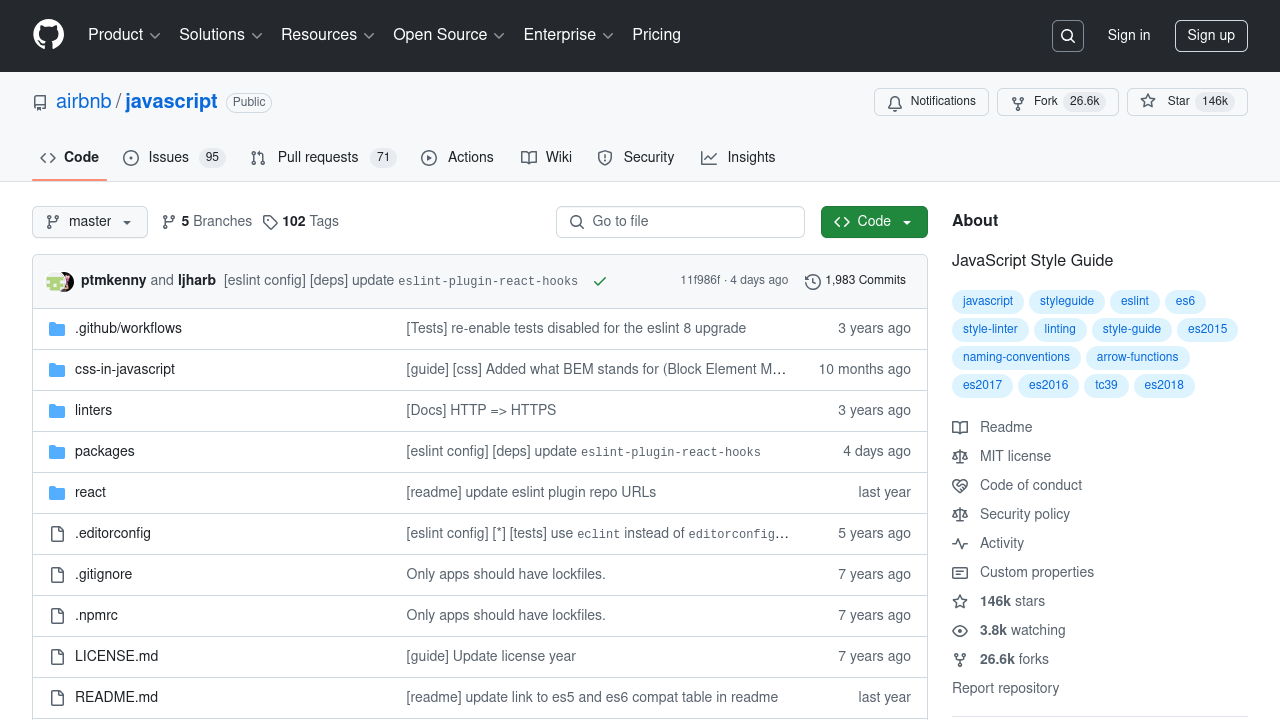 Product Solutions Resources Open Source Enterprise Pricing Sign in Sign up
airbnb / javascript Public Notifications Fork 26.6k Star 146k
Code Issues 95 Pull requests 71 Actions Wiki Security Insights
master 5 Branches 102 Tags Go to file Code
ptmkenny and ljharb [eslint config] [deps] update eslint-plugin-react-hooks 11f986f · 4 days ago 1,983 Commits
.github/workflows [Tests] re-enable tests disabled for the eslint 8 upgrade 3 years ago
css-in-javascript [guide] [css] Added what BEM stands for (Block Element M… 10 months ago
linters [Docs] HTTP => HTTPS 3 years ago
packages [eslint config] [deps] update eslint-plugin-react-hooks 4 days ago
react [readme] update eslint plugin repo URLs last year
.editorconfig [eslint config] [*] [tests] use eclint instead of editorconfig… 5 years ago
.gitignore Only apps should have lockfiles. 7 years ago
.npmrc Only apps should have lockfiles. 7 years ago
LICENSE.md [guide] Update license year 7 years ago
README.md [readme] update link to es5 and es6 compat table in readme last year
About
JavaScript Style Guide
javascript styleguide eslint es6
style-linter linting style-guide es2015
naming-conventions arrow-functions
es2017 es2016 tc39 es2018
Readme
MIT license
Code of conduct
Security policy
Activity
Custom properties
146k stars
3.8k watching
26.6k forks
Report repository